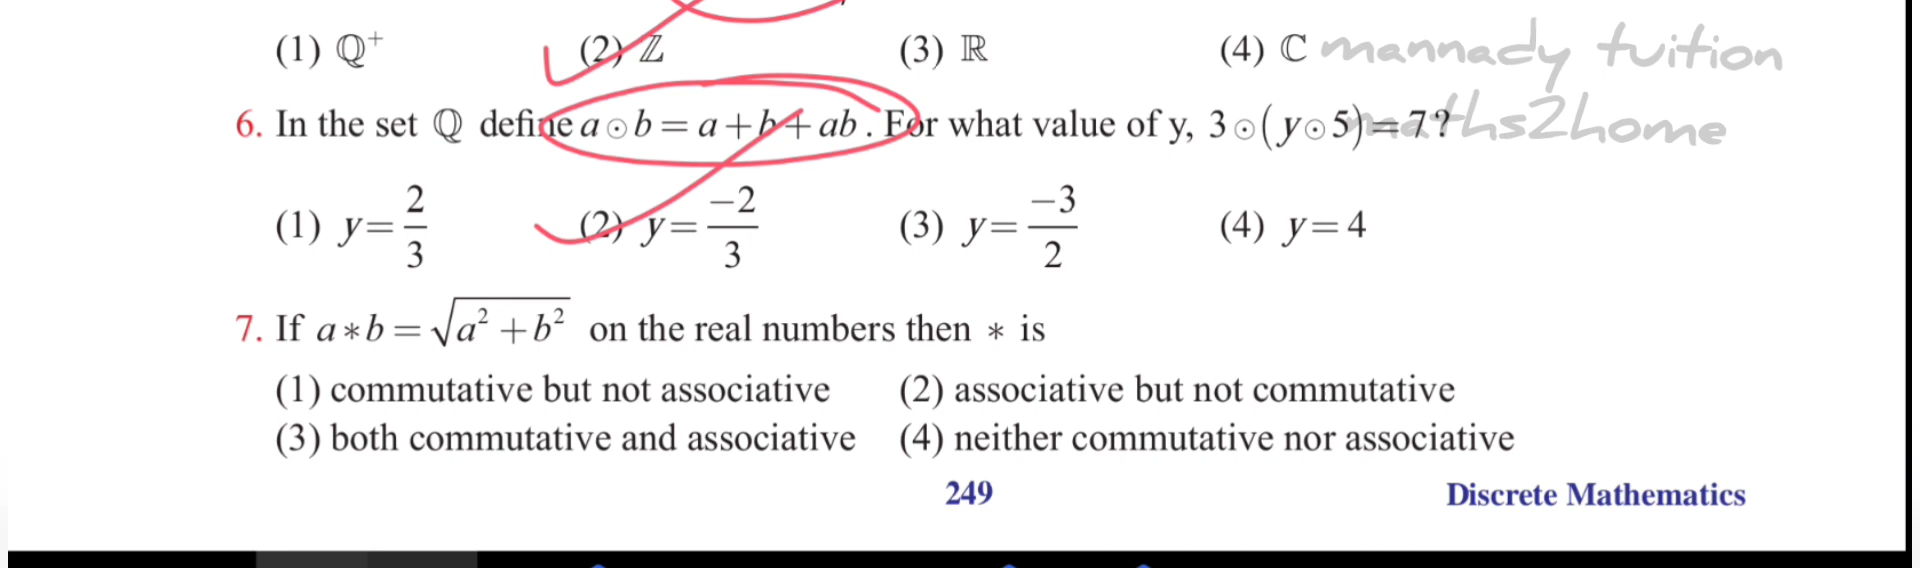 (1) ℚ⁺ (2) ℤ (3) ℝ (4) ℂ mannady tuition
6. In the set ℚ define a ⊙ b = a + b + ab . For what value of y, 3 ⊙ (y ⊙ 5) = 7? maths2home
(1) y = 2/3 (2) y = -2/3 (3) y = -3/2 (4) y = 4
7. If a * b = √(a² + b²) on the real numbers then * is
(1) commutative but not associative (2) associative but not commutative
(3) both commutative and associative (4) neither commutative nor associative
249 Discrete Mathematics